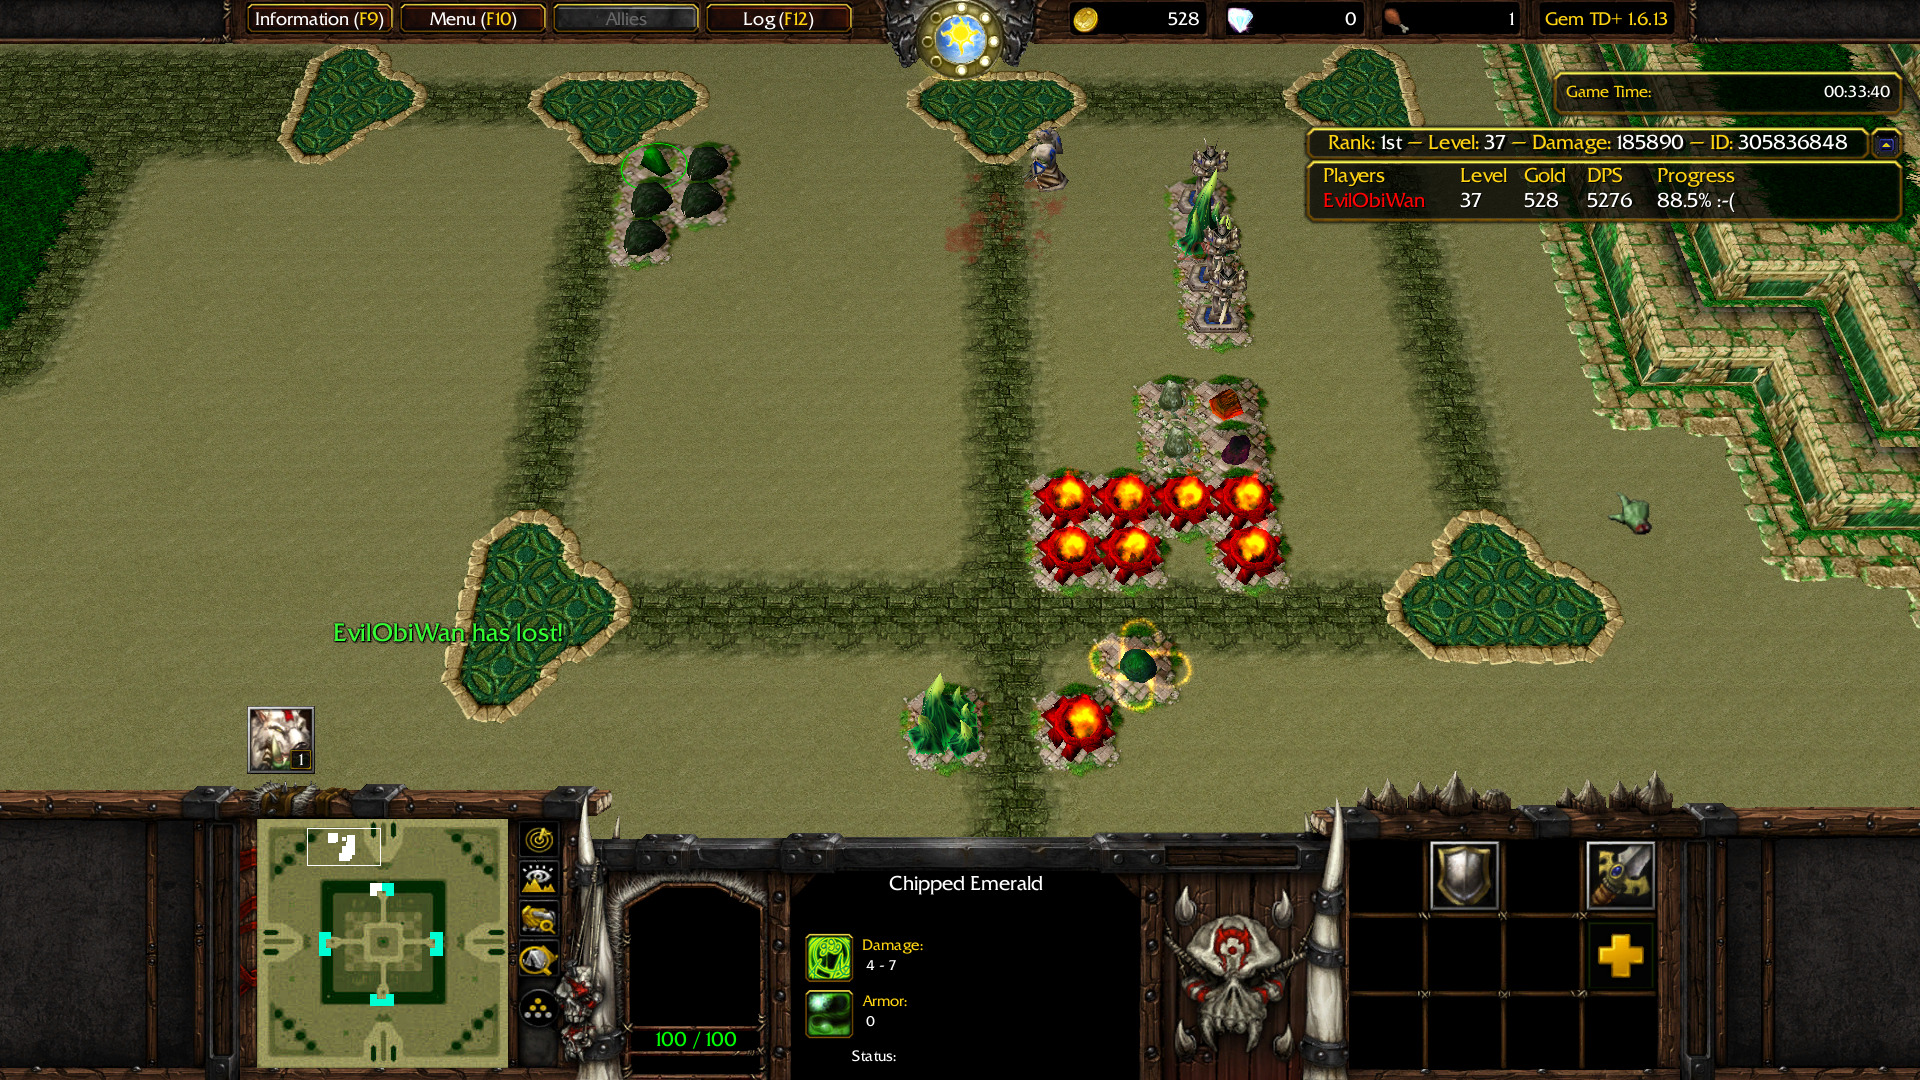 Information (F9) Menu (F10) Allies Log (F12) 528 0 1 Gem TD+ 1.6.13
Game Time: 00:33:40
Rank: 1st – Level: 37 – Damage: 185890 – ID: 305836848
Players Level Gold DPS Progress
EvilObiWan 37 528 5276 88.5% :-(
EvilObiWan has lost!
1
Chipped Emerald
Damage:
4 - 7
Armor:
0
100 / 100
Status: